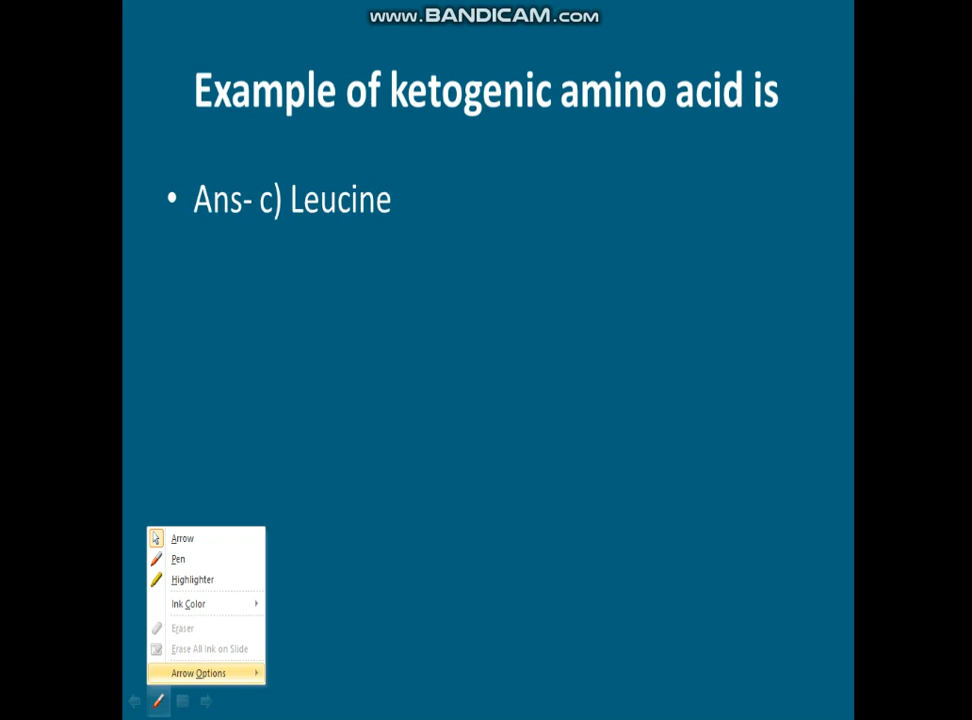 www.BANDICAM.com
Example of ketogenic amino acid is
• Ans- c) Leucine
Arrow
Pen
Highlighter
Ink Color
Eraser
Erase All Ink on Slide
Arrow Options